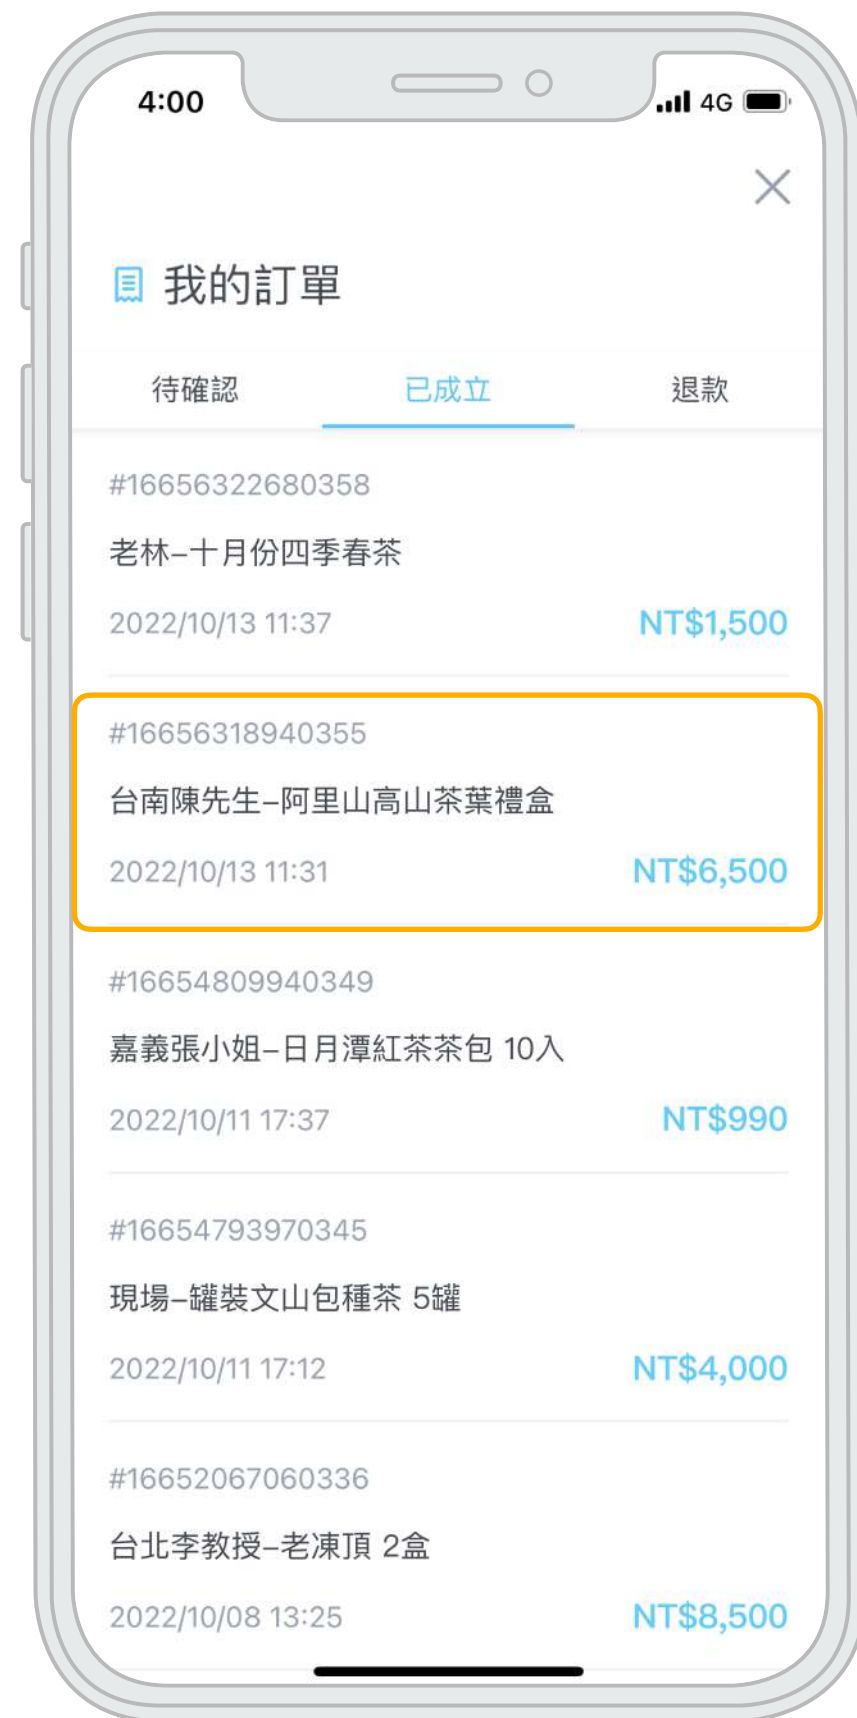 4:00 4G
我的訂單
待確認 已成立 退款
#16656322680358
老林–十月份四季春茶
2022/10/13 11:37 NT$1,500
#16656318940355
台南陳先生–阿里山高山茶葉禮盒
2022/10/13 11:31 NT$6,500
#16654809940349
嘉義張小姐–日月潭紅茶茶包 10入
2022/10/11 17:37 NT$990
#16654793970345
現場–罐裝文山包種茶 5罐
2022/10/11 17:12 NT$4,000
#16652067060336
台北李教授–老凍頂 2盒
2022/10/08 13:25 NT$8,500